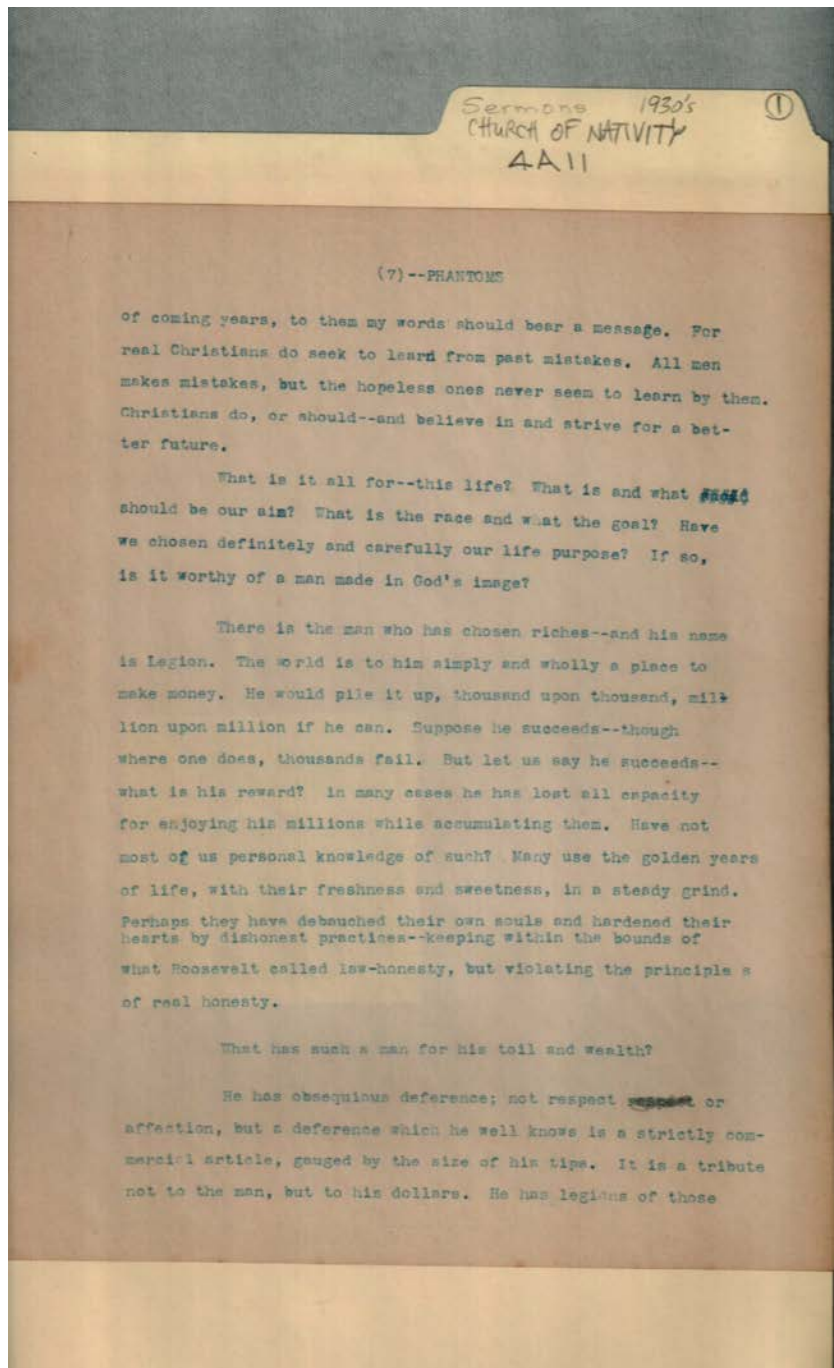 Sermons 1930's ①
CHURCH OF NATIVITY
4A11
(7)--PHANTOMS
of coming years, to them my words should bear a message. For
real Christians do seek to learn from past mistakes. All men
makes mistakes, but the hopeless ones never seem to learn by them.
Christians do, or should--and believe in and strive for a bet-
ter future.
What is it all for--this life? What is and what
should be our aim? What is the race and w at the goal? Have
we chosen definitely and carefully our life purpose? If so,
is it worthy of a man made in God's image?
There is the man who has chosen riches--and his name
is Legion. The world is to him aimply and wholly a place to
make money. He would pile it up, thousand upon thousand, mil-
lion upon million if he can. Suppose he succeeds--though
where one does, thousands fail. But let us say he succeeds--
what is his reward? in many cases he has lost all capacity
for enjoying his millions while accumulating them. Have not
most of us personal knowledge of such? Many use the golden years
of life, with their freshness and sweetness, in a steady grind.
Perhaps they have debauched their own souls and hardened their
hearts by dishonest practices--keeping within the bounds of
what Roosevelt called law-honesty, but violating the principle s
of real honesty.
What has such a man for his toil and wealth?
He has obsequious deference; not respect or
affection, but a deference which he well knows is a strictly com-
mercial article, gauged by the size of his tips. It is a tribute
not to the man, but to his dollars. He has legions of those